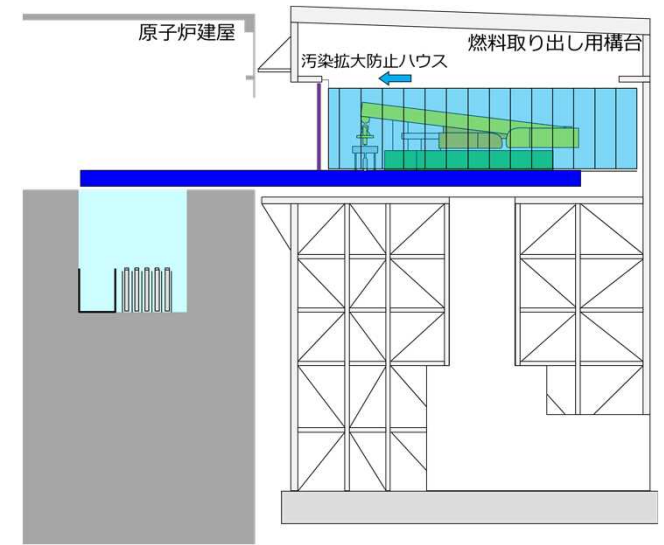 原子炉建屋
燃料取り出し用構台
汚染拡大防止ハウス